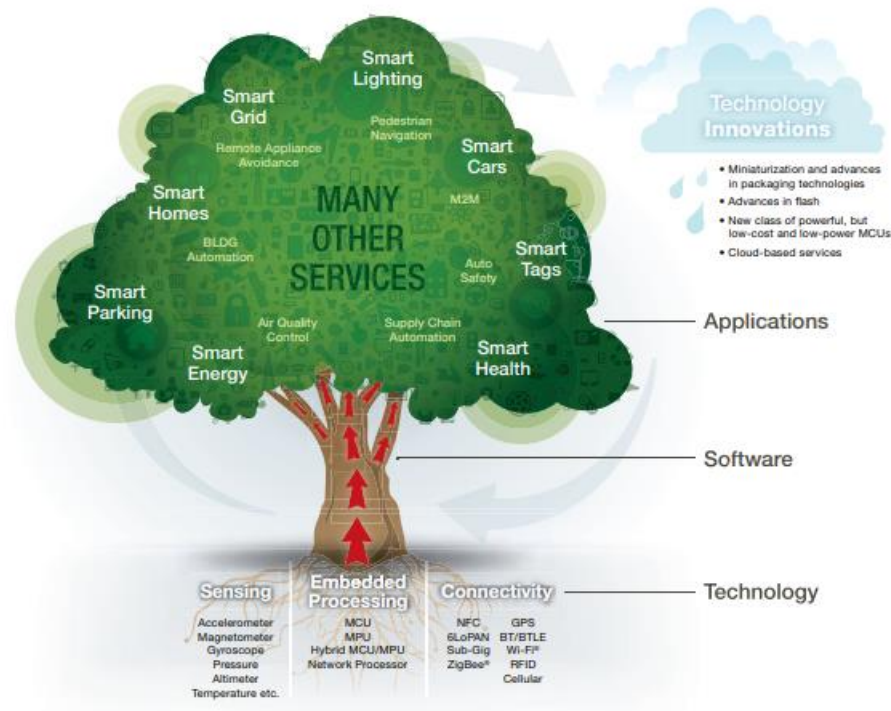 Smart
Lighting
Smart
Grid
Pedestrian
Navigation
Remote Appliance
Avoidance
Smart
Cars
Smart
Homes
M2M
MANY
OTHER
SERVICES
BLDG
Automation
Smart
Tags
Auto
Safety
Smart
Parking
Air Quality
Control
Supply Chain
Automation
Smart
Energy
Smart
Health
Technology
Innovations
• Miniaturization and advances
in packaging technologies
• Advances in flash
• New class of powerful, but
low-cost and low-power MCUs
• Cloud-based services
Applications
Software
Technology
Sensing
Accelerometer
Magnetometer
Gyroscope
Pressure
Altimeter
Temperature etc.
Embedded
Processing
MCU
MPU
Hybrid MCU/MPU
Network Processor
Connectivity
NFC
6LoPAN
Sub-Gig
ZigBee®
GPS
BT/BTLE
Wi-Fi®
RFID
Cellular